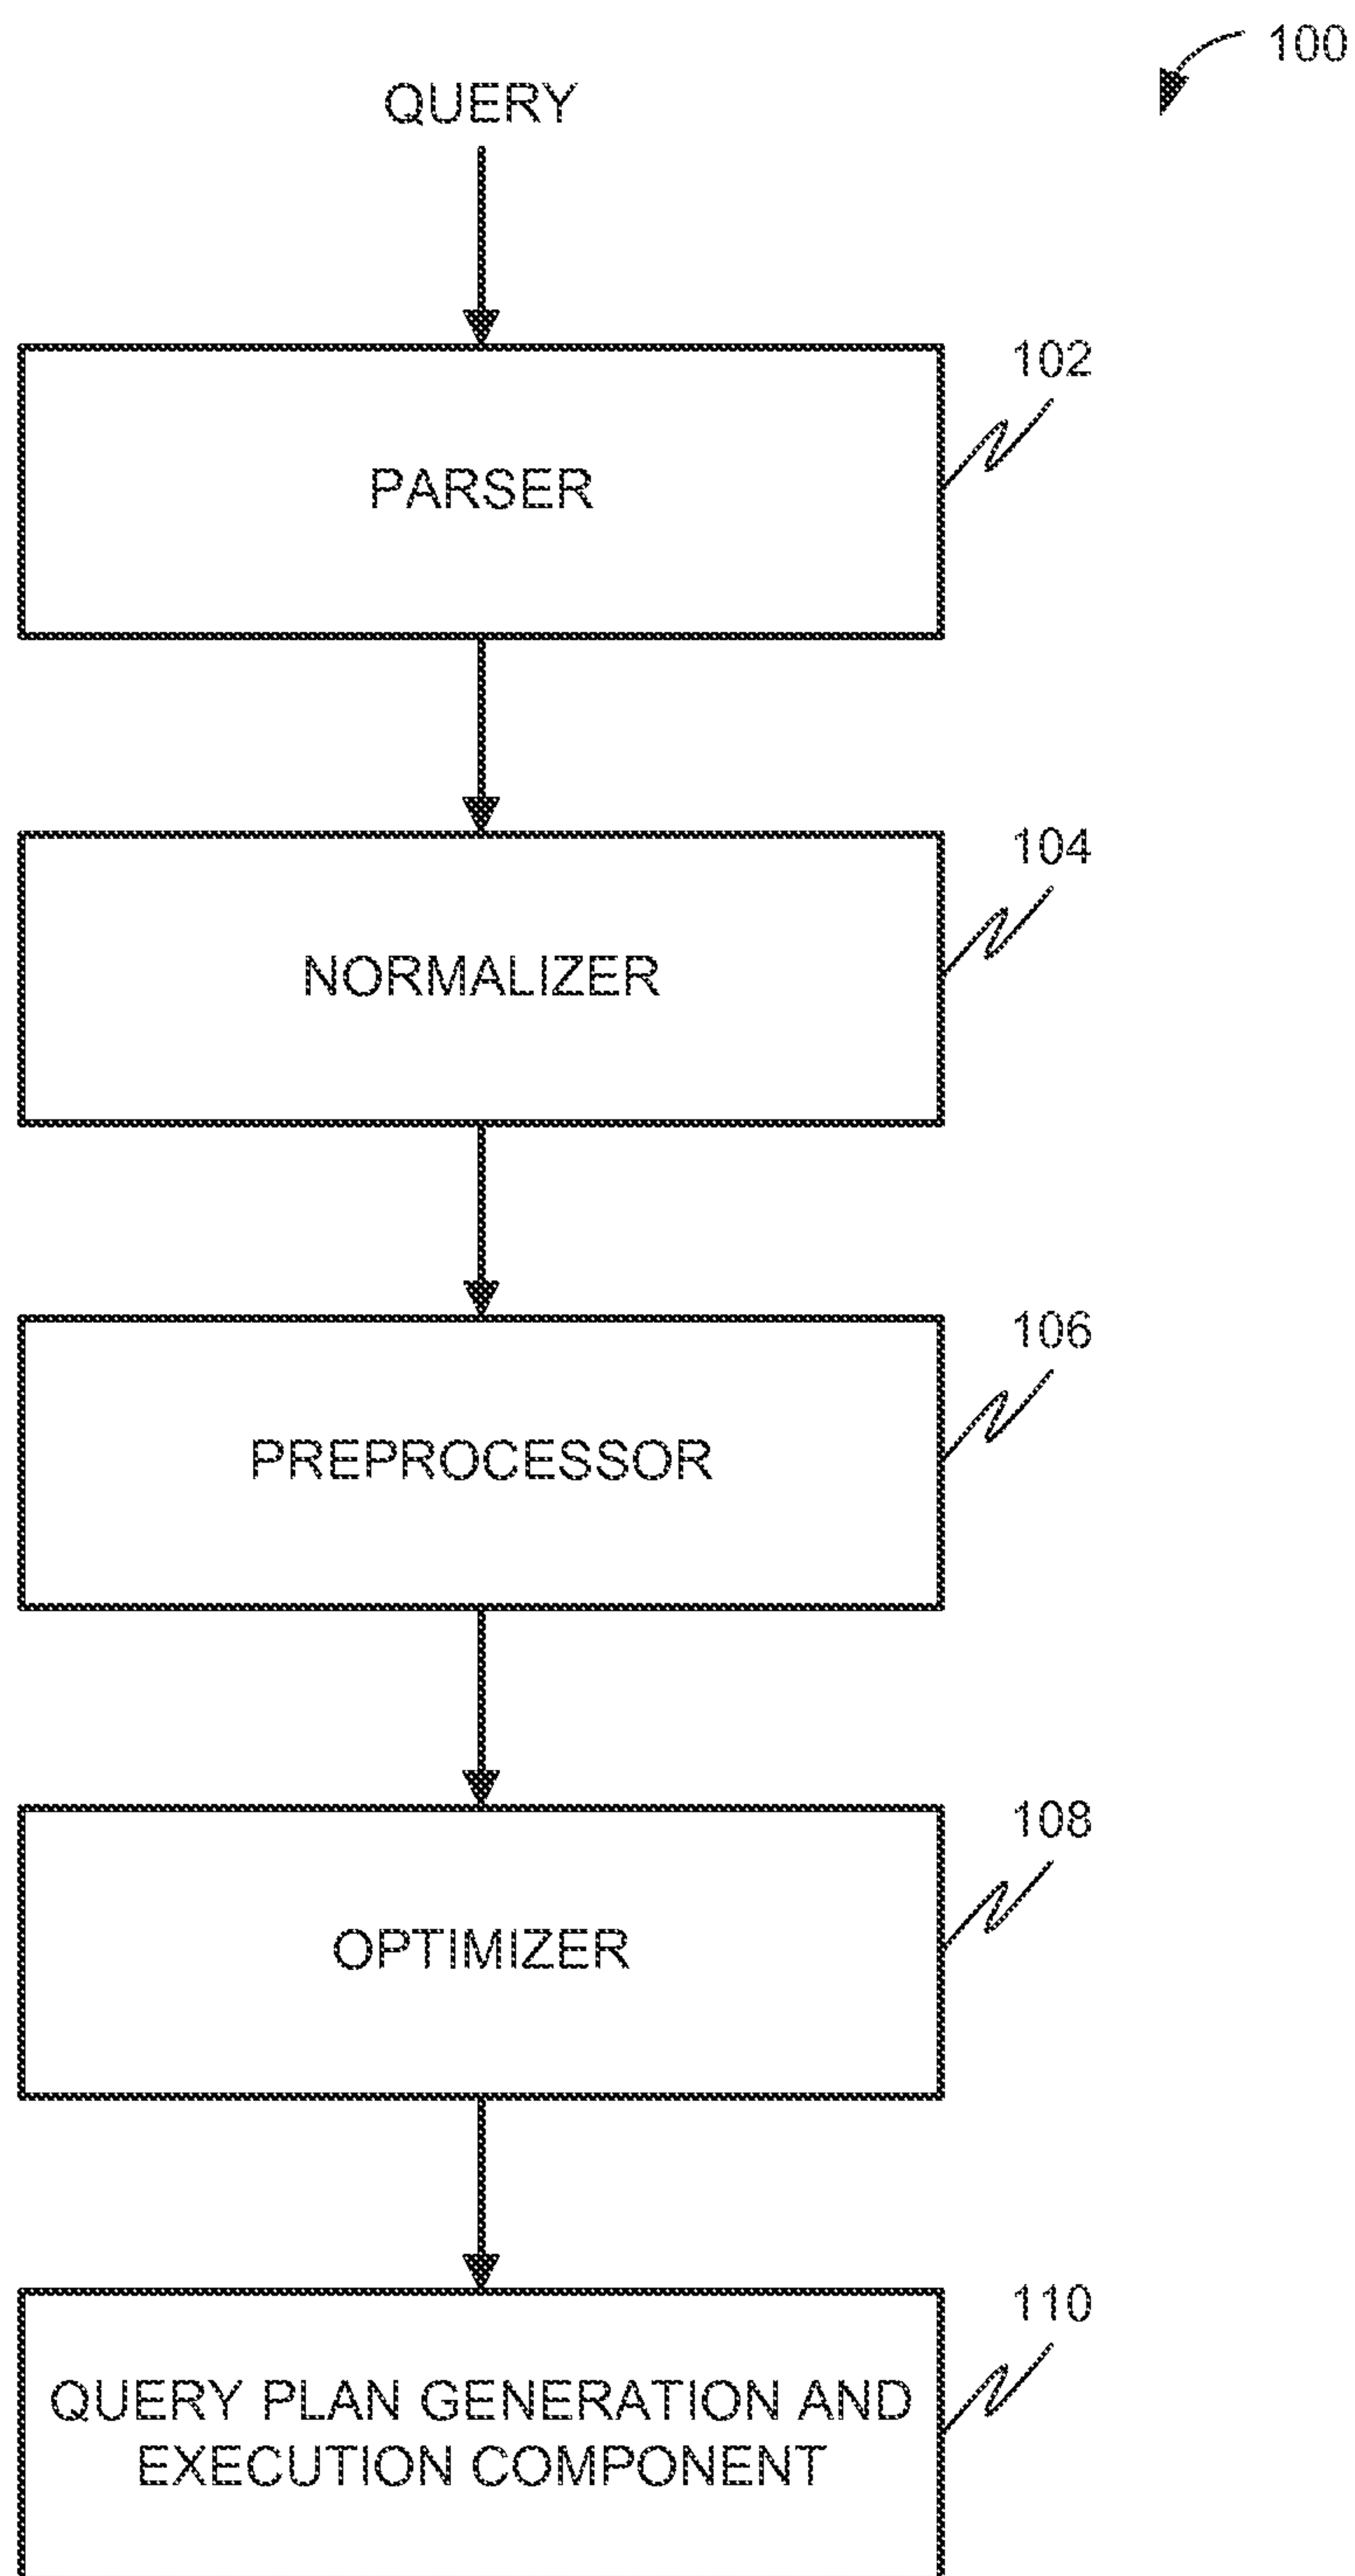 100
QUERY
102
PARSER
104
NORMALIZER
106
PREPROCESSOR
108
OPTIMIZER
110
QUERY PLAN GENERATION AND
EXECUTION COMPONENT